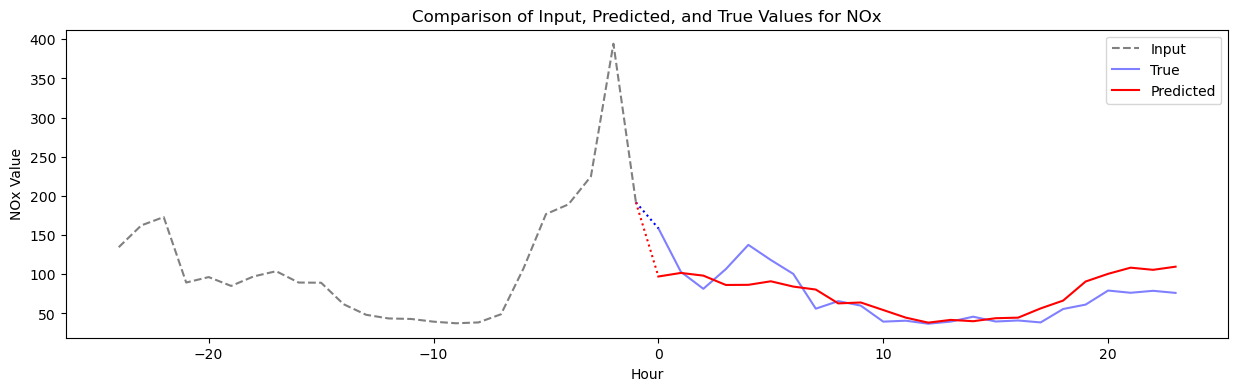 Comparison of Input, Predicted, and True Values for NOx
400
350
300
250
200
150
100
50
NOx Value
Input
True
Predicted
−20
−10
0
10
20
Hour